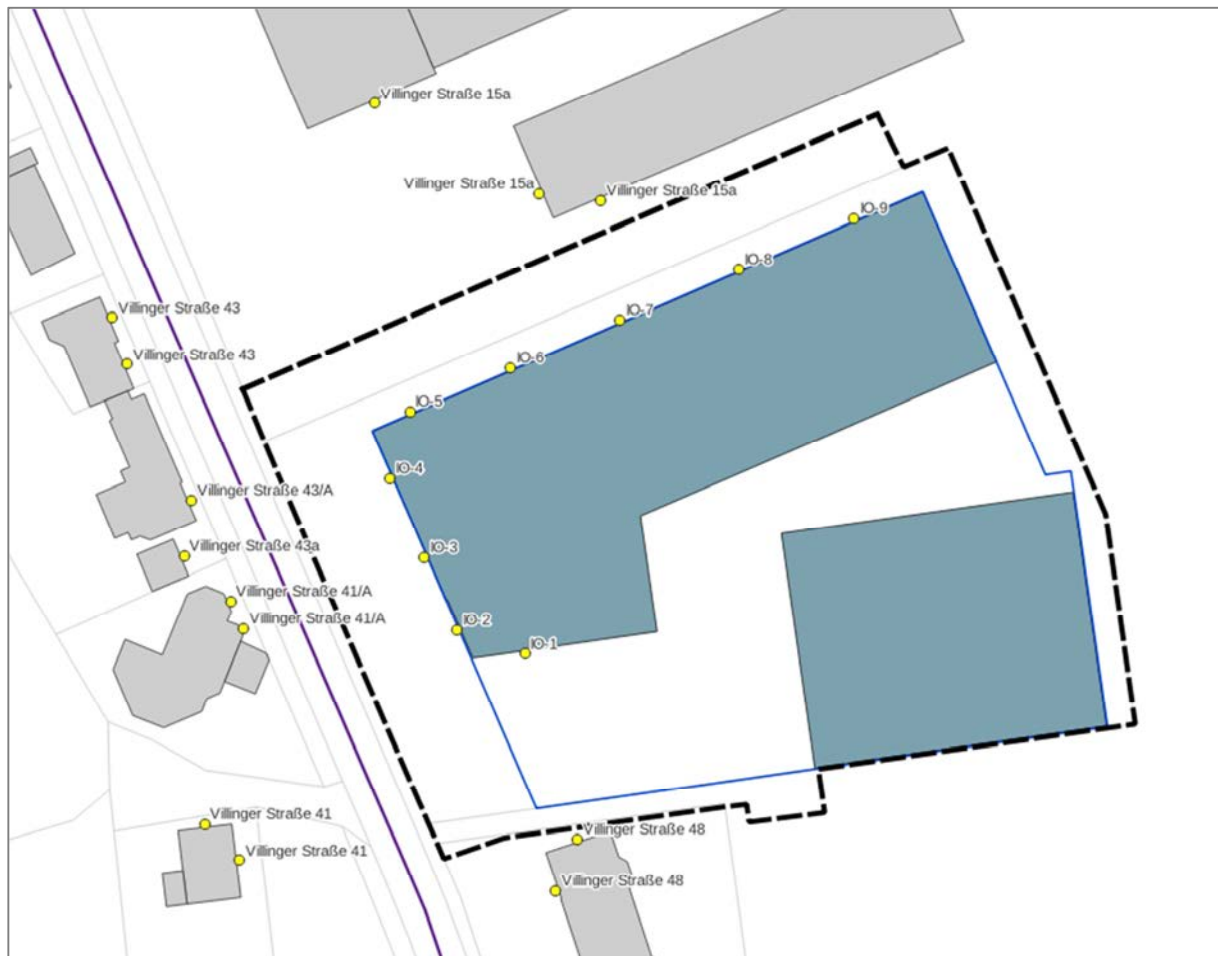 Villinger Straße 15a
Villinger Straße 15a
Villinger Straße 15a
IO-9
IO-8
Villinger Straße 43
IO-7
Villinger Straße 43
IO-6
IO-5
IO-4
Villinger Straße 43/A
Villinger Straße 43a
IO-3
Villinger Straße 41/A
Villinger Straße 41/A
IO-2
IO-1
Villinger Straße 41
Villinger Straße 48
Villinger Straße 41
Villinger Straße 48